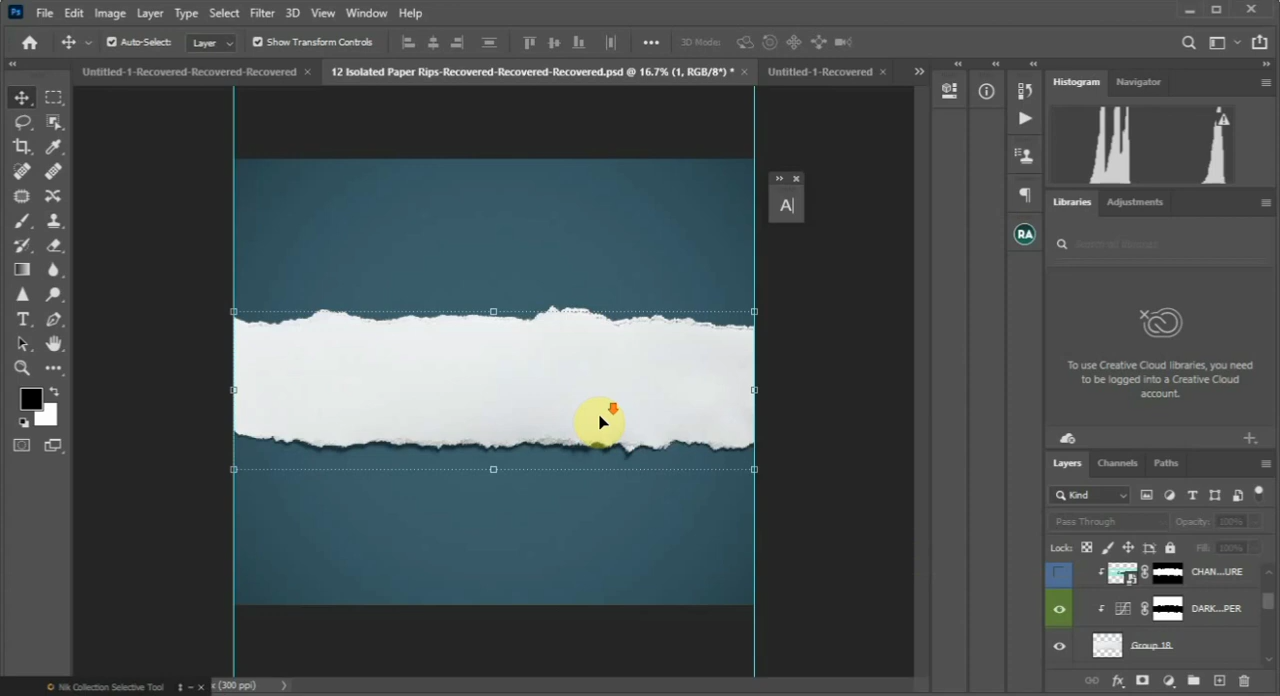 Ps File Edit Image Layer Type Select Filter 3D View Window Help
Auto-Select: Layer Show Transform Controls 3D Mode:
Untitled-1-Recovered-Recovered-Recovered × 12 Isolated Paper Rips-Recovered-Recovered-Recovered.psd @ 16.7% (1, RGB/8*) * × Untitled-1-Recovered ×
Histogram Navigator
A|
Libraries Adjustments
RA
To use Creative Cloud libraries, you need
to be logged into a Creative Cloud
account.
Layers Channels Paths
Kind
Pass Through Opacity: 100%
Lock: Fill: 100%
CHAN...URE
DARK...PER
Group 18
Nik Collection Selective Tool (300 ppi)